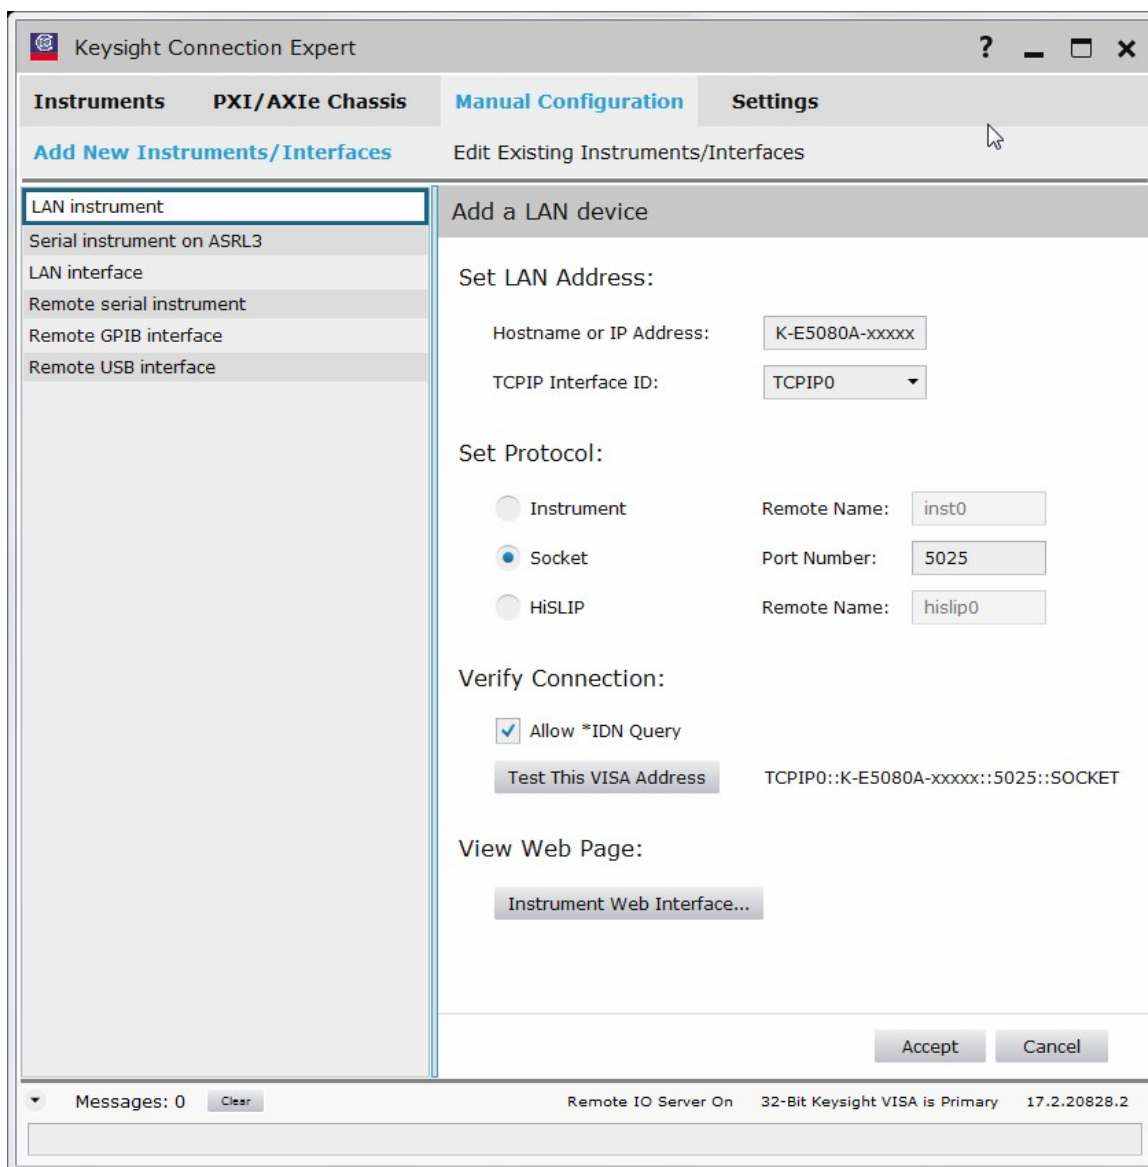 Keysight Connection Expert
?
Instruments PXI/AXIe Chassis Manual Configuration Settings
Add New Instruments/Interfaces Edit Existing Instruments/Interfaces
LAN instrument
Serial instrument on ASRL3
LAN interface
Remote serial instrument
Remote GPIB interface
Remote USB interface
Add a LAN device
Set LAN Address:
Hostname or IP Address: K-E5080A-xxxxx
TCPIP Interface ID: TCPIP0
Set Protocol:
Instrument Remote Name: inst0
Socket Port Number: 5025
HiSLIP Remote Name: hislip0
Verify Connection:
Allow *IDN Query
Test This VISA Address TCPIP0::K-E5080A-xxxxx::5025::SOCKET
View Web Page:
Instrument Web Interface...
Accept Cancel
Messages: 0 Clear Remote IO Server On 32-Bit Keysight VISA is Primary 17.2.20828.2